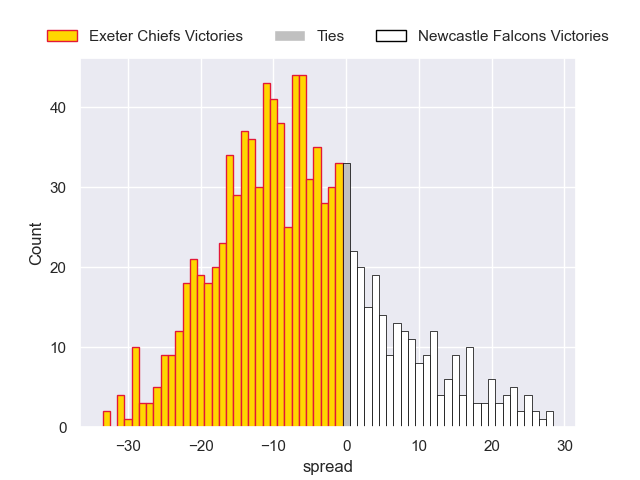 Exeter Chiefs Victories Ties Newcastle Falcons Victories
40
30
20
10
0
Count
−30 −20 −10 0 10 20 30
spread